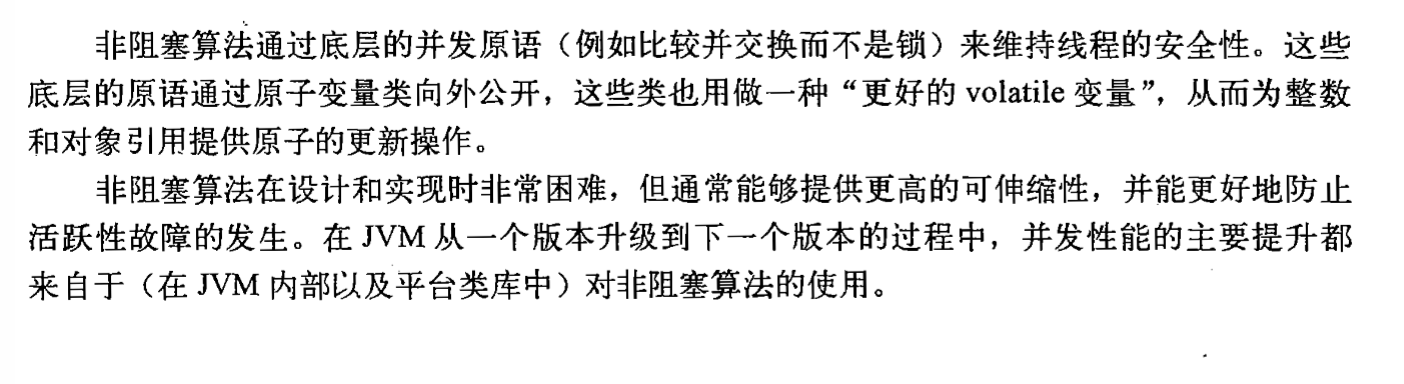 非阻塞算法通过底层的并发原语（例如比较并交换而不是锁）来维持线程的安全性。这些
底层的原语通过原子变量类向外公开，这些类也用做一种“更好的 volatile 变量”，从而为整数
和对象引用提供原子的更新操作。
非阻塞算法在设计和实现时非常困难，但通常能够提供更高的可伸缩性，并能更好地防止
活跃性故障的发生。在 JVM 从一个版本升级到下一个版本的过程中，并发性能的主要提升都
来自于（在 JVM 内部以及平台类库中）对非阻塞算法的使用。